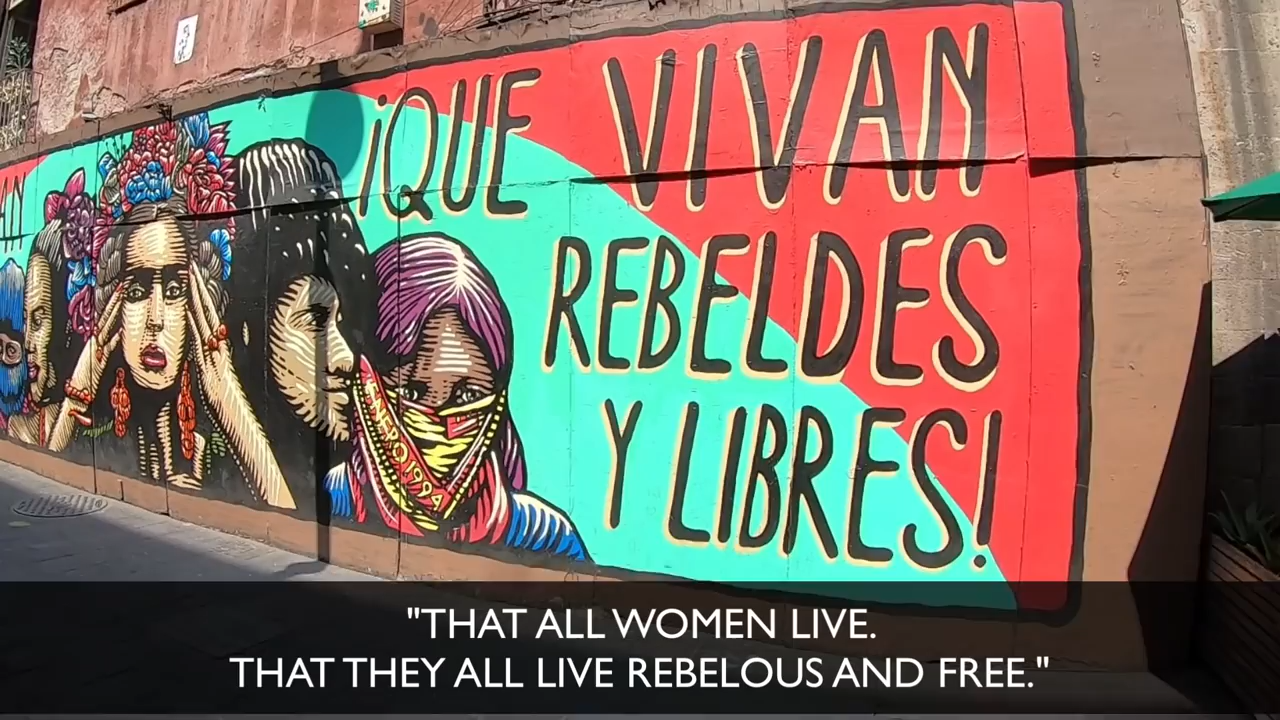 ¡QUE VIVAN
REBELDES
Y LIBRES!
ENERO 1994
"THAT ALL WOMEN LIVE.
THAT THEY ALL LIVE REBELOUS AND FREE."